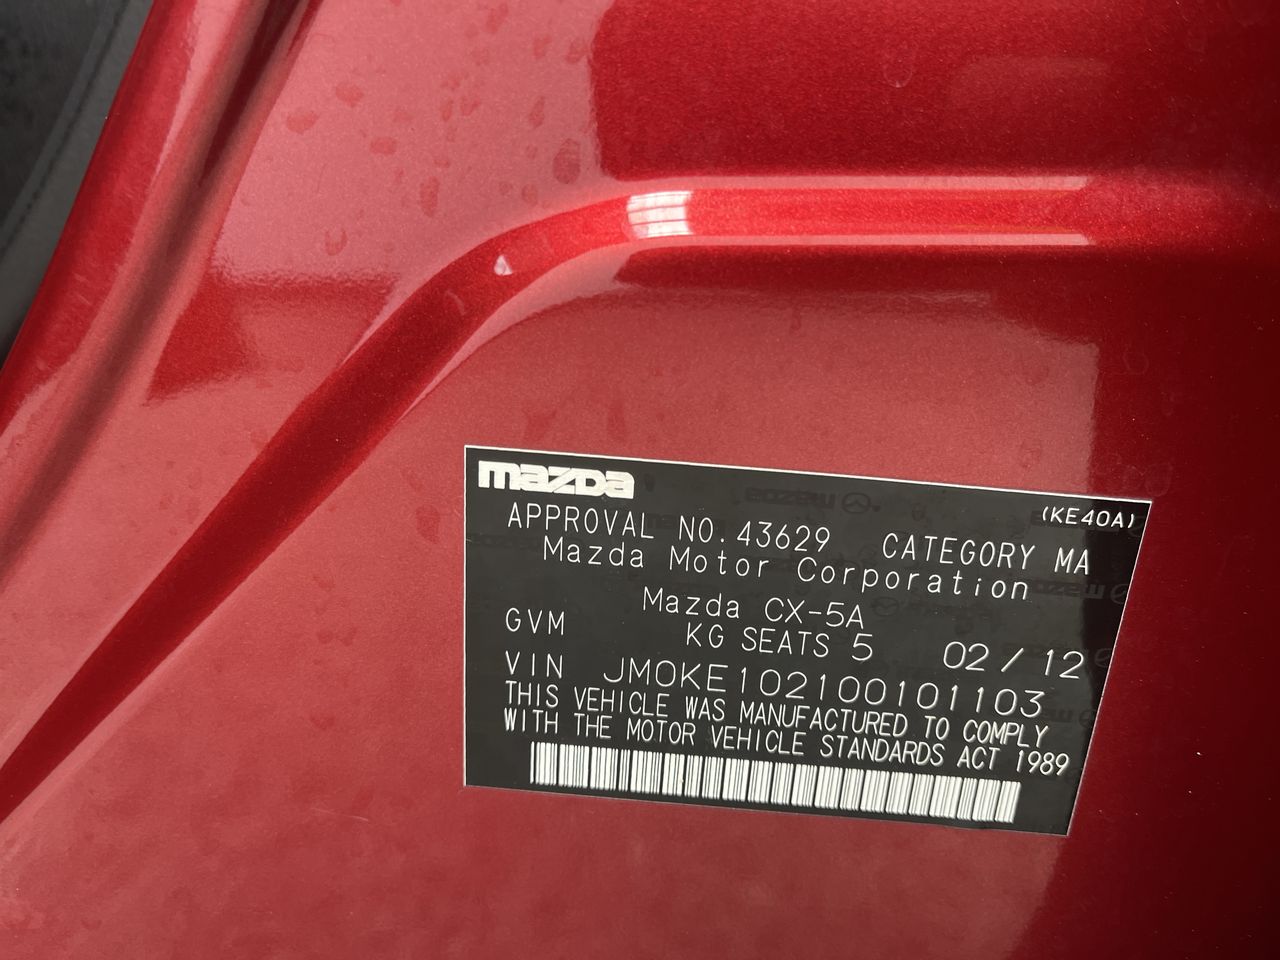 mazda
(KE40A)
APPROVAL NO. 43629 CATEGORY MA
Mazda Motor Corporation
Mazda CX-5A
GVM KG SEATS 5 02 / 12
VIN JM0KE102100101103
THIS VEHICLE WAS MANUFACTURED TO COMPLY
WITH THE MOTOR VEHICLE STANDARDS ACT 1989